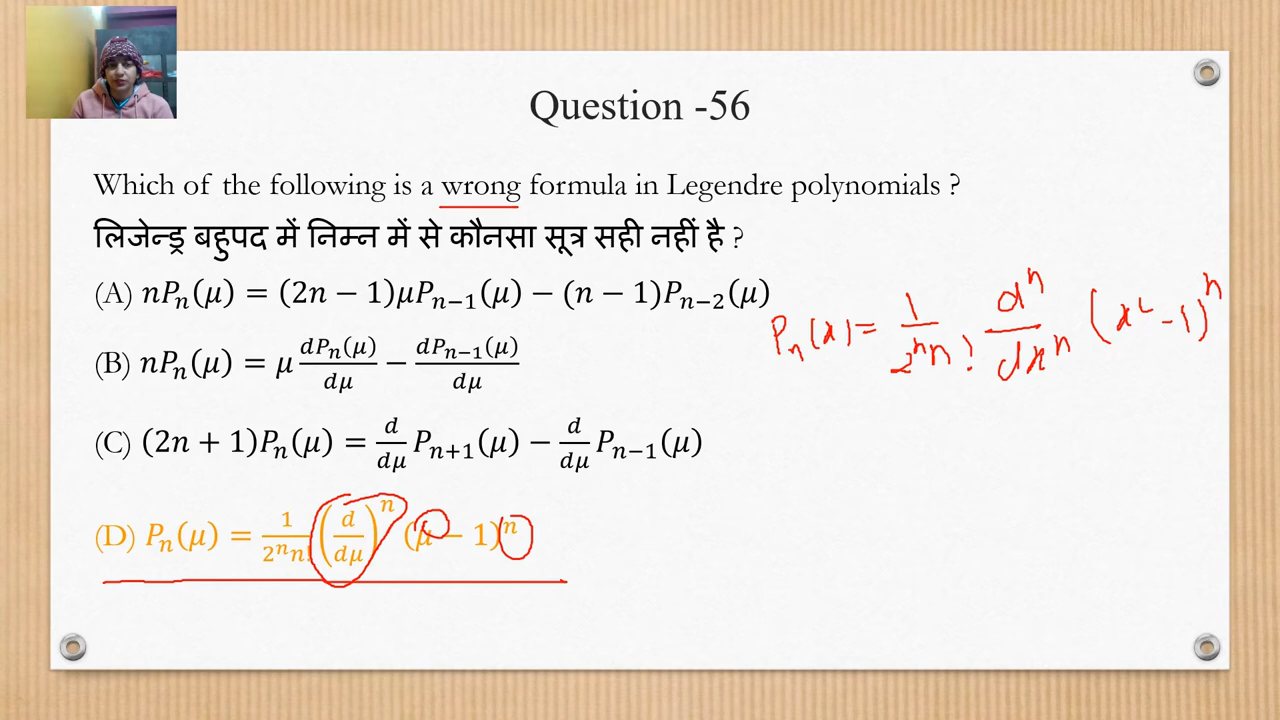 Question -56
Which of the following is a wrong formula in Legendre polynomials ?
लिजेन्ड्र बहुपद में निम्न में से कौनसा सूत्र सही नहीं है ?
(A) nPₙ(μ) = (2n − 1)μPₙ₋₁(μ) − (n − 1)Pₙ₋₂(μ)
Pₙ(x) = 1/(2ⁿn!) dⁿ/dxⁿ (x² - 1)ⁿ
(B) nPₙ(μ) = μ dPₙ(μ)/dμ − dPₙ₋₁(μ)/dμ
(C) (2n + 1)Pₙ(μ) = d/dμ Pₙ₊₁(μ) − d/dμ Pₙ₋₁(μ)
(D) Pₙ(μ) = 1/(2ⁿn!) (d/dμ)ⁿ (μ − 1)ⁿ